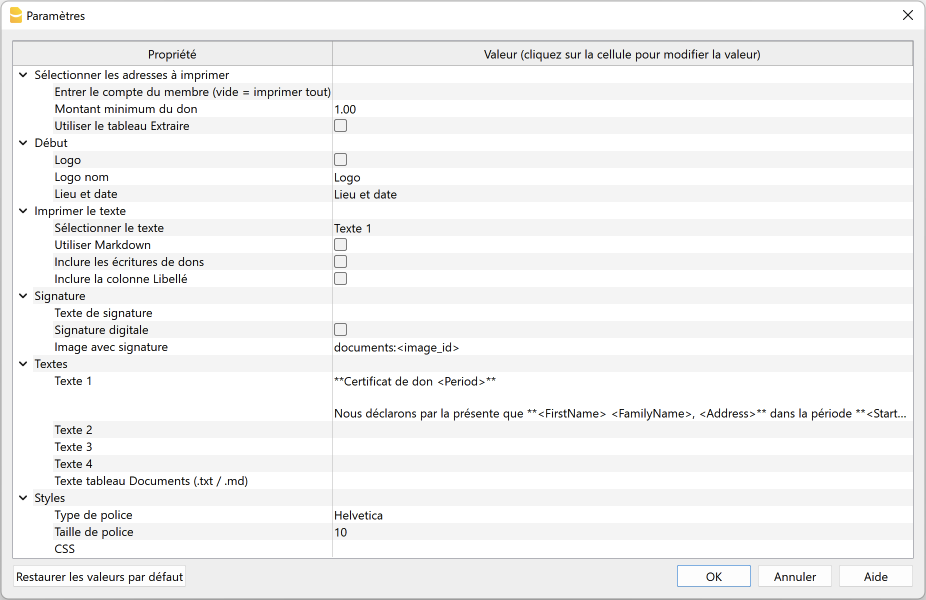 Paramètres
Propriété Valeur (cliquez sur la cellule pour modifier la valeur)
Sélectionner les adresses à imprimer
Entrer le compte du membre (vide = imprimer tout)
Montant minimum du don 1.00
Utiliser le tableau Extraire
Début
Logo
Logo nom Logo
Lieu et date Lieu et date
Imprimer le texte
Sélectionner le texte Texte 1
Utiliser Markdown
Inclure les écritures de dons
Inclure la colonne Libellé
Signature
Texte de signature
Signature digitale
Image avec signature documents:<image_id>
Textes
Texte 1 **Certificat de don <Period>**
Nous déclarons par la présente que **<FirstName> <FamilyName>, <Address>** dans la période **<Start...
Texte 2
Texte 3
Texte 4
Texte tableau Documents (.txt / .md)
Styles
Type de police Helvetica
Taille de police 10
CSS
Restaurer les valeurs par défaut OK Annuler Aide